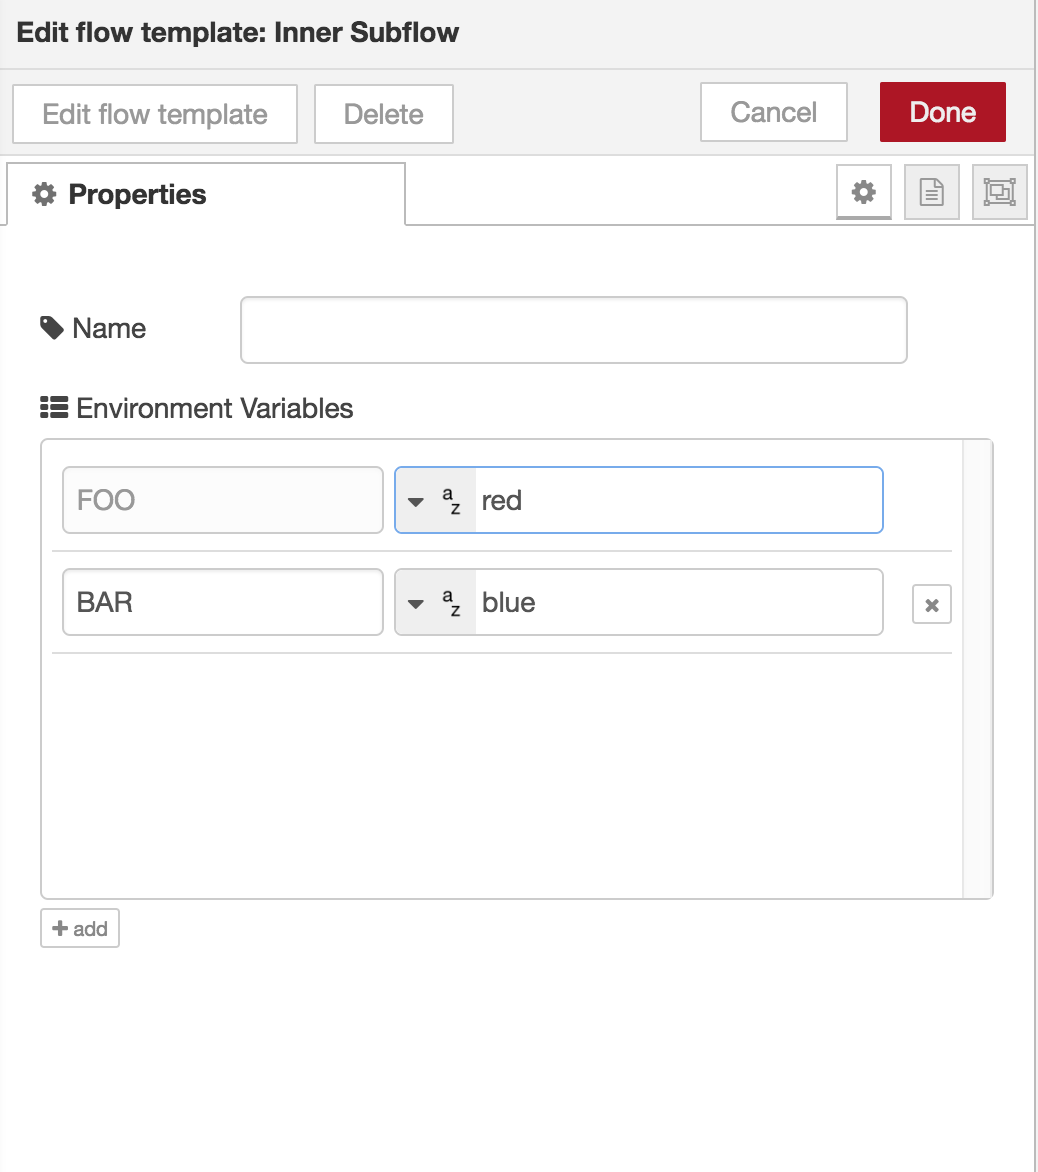 Edit flow template: Inner Subflow
Edit flow template Delete Cancel Done
Properties
Name
Environment Variables
FOO a z red
BAR a z blue
add